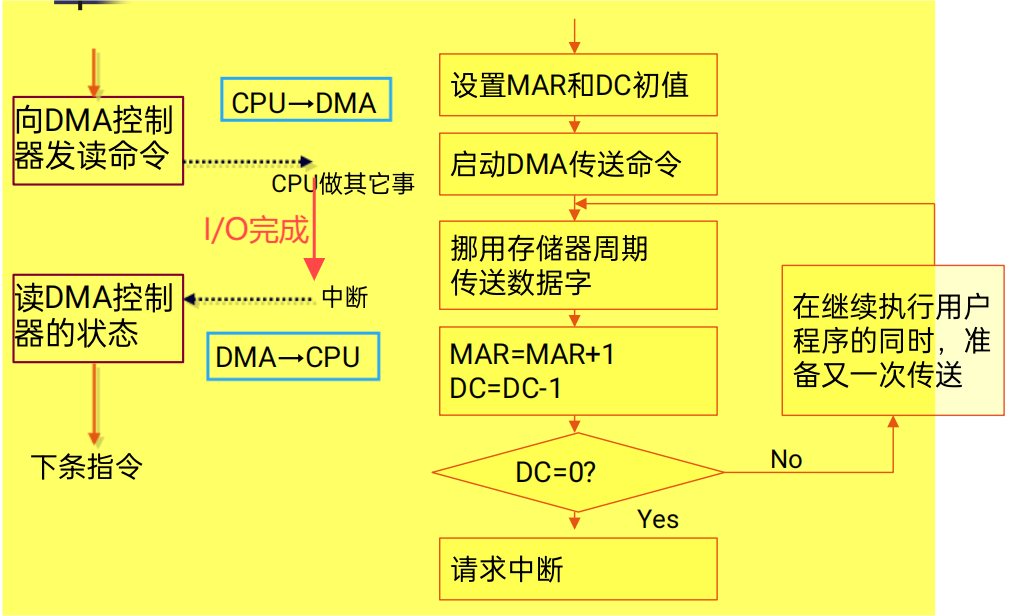 向DMA控制
器发读命令
CPU→DMA
CPU做其它事
I/O完成
中断
读DMA控制
器的状态
DMA→CPU
下条指令
设置MAR和DC初值
启动DMA传送命令
挪用存储器周期
传送数据字
MAR=MAR+1
DC=DC-1
DC=0?
No
在继续执行用户
程序的同时，准
备又一次传送
Yes
请求中断